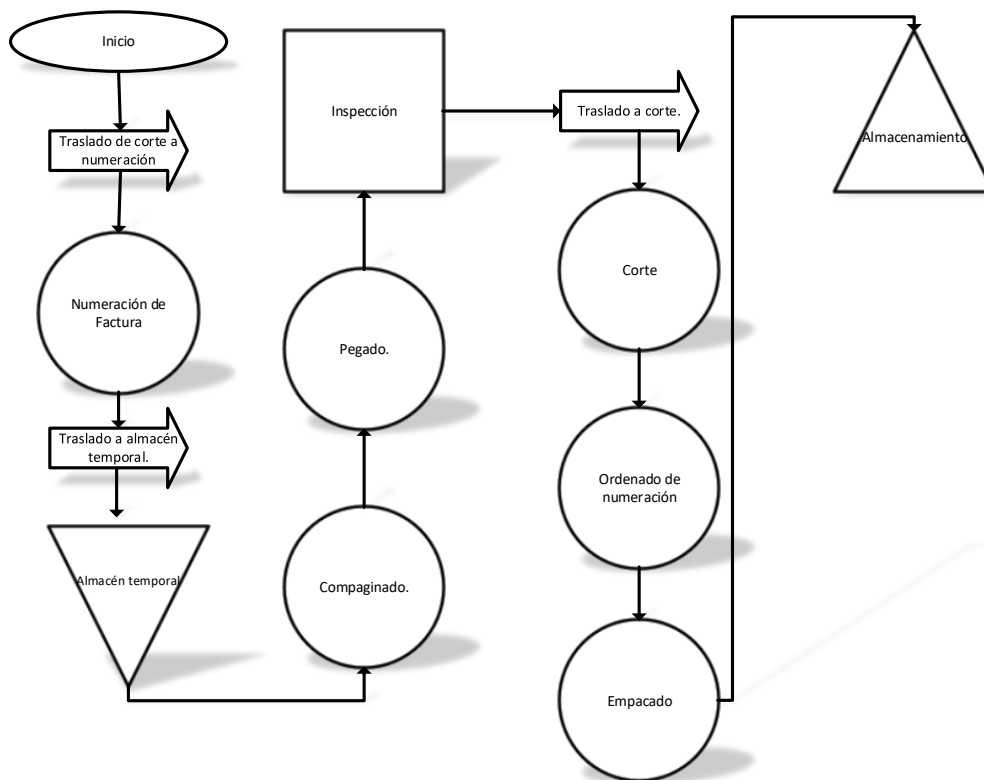 Inicio
Traslado de corte a
numeración
Numeración de
Factura
Traslado a almacén
temporal.
Almacén temporal
Compaginado.
Pegado.
Inspección
Traslado a corte.
Corte
Ordenado de
numeración
Empacado
Almacenamiento